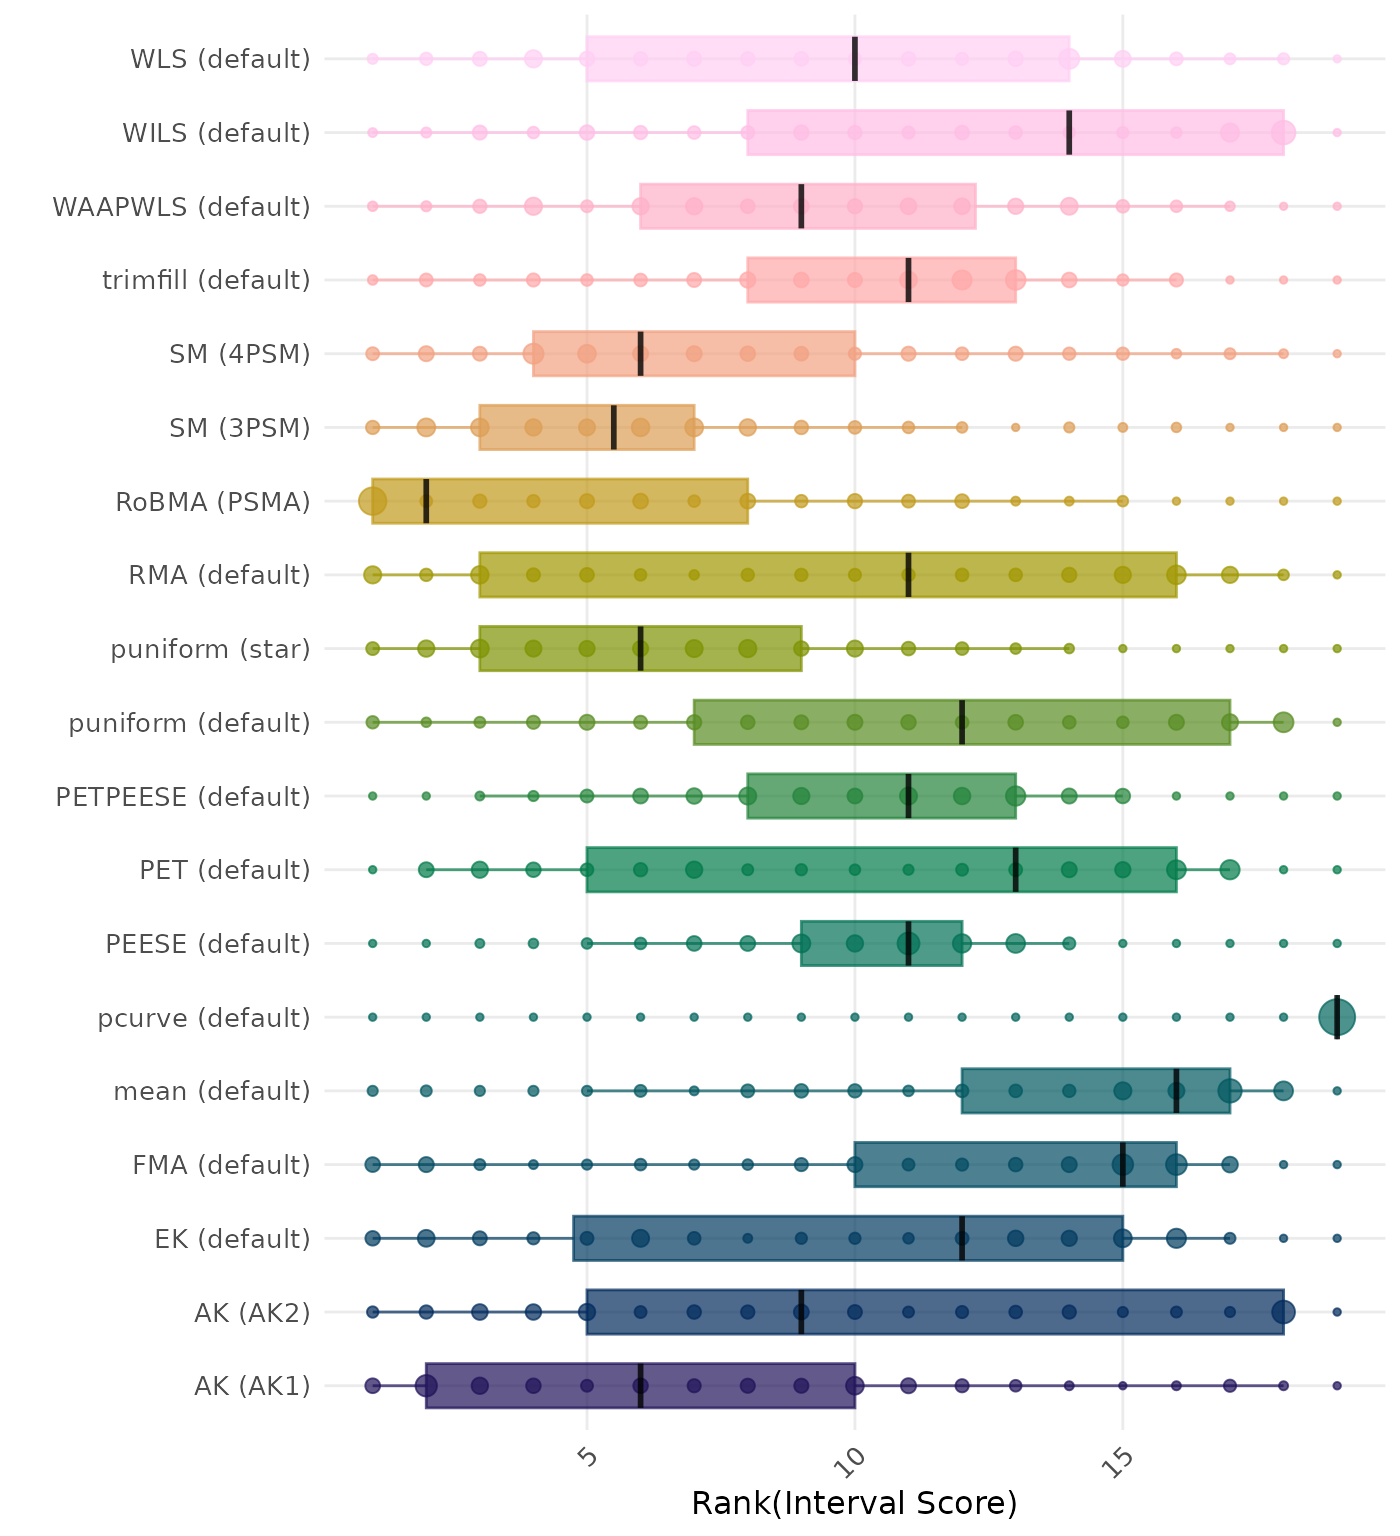 WLS (default)
WILS (default)
WAAPWLS (default)
trimfill (default)
SM (4PSM)
SM (3PSM)
RoBMA (PSMA)
RMA (default)
puniform (star)
puniform (default)
PETPEESE (default)
PET (default)
PEESE (default)
pcurve (default)
mean (default)
FMA (default)
EK (default)
AK (AK2)
AK (AK1)
5 10 15
Rank(Interval Score)